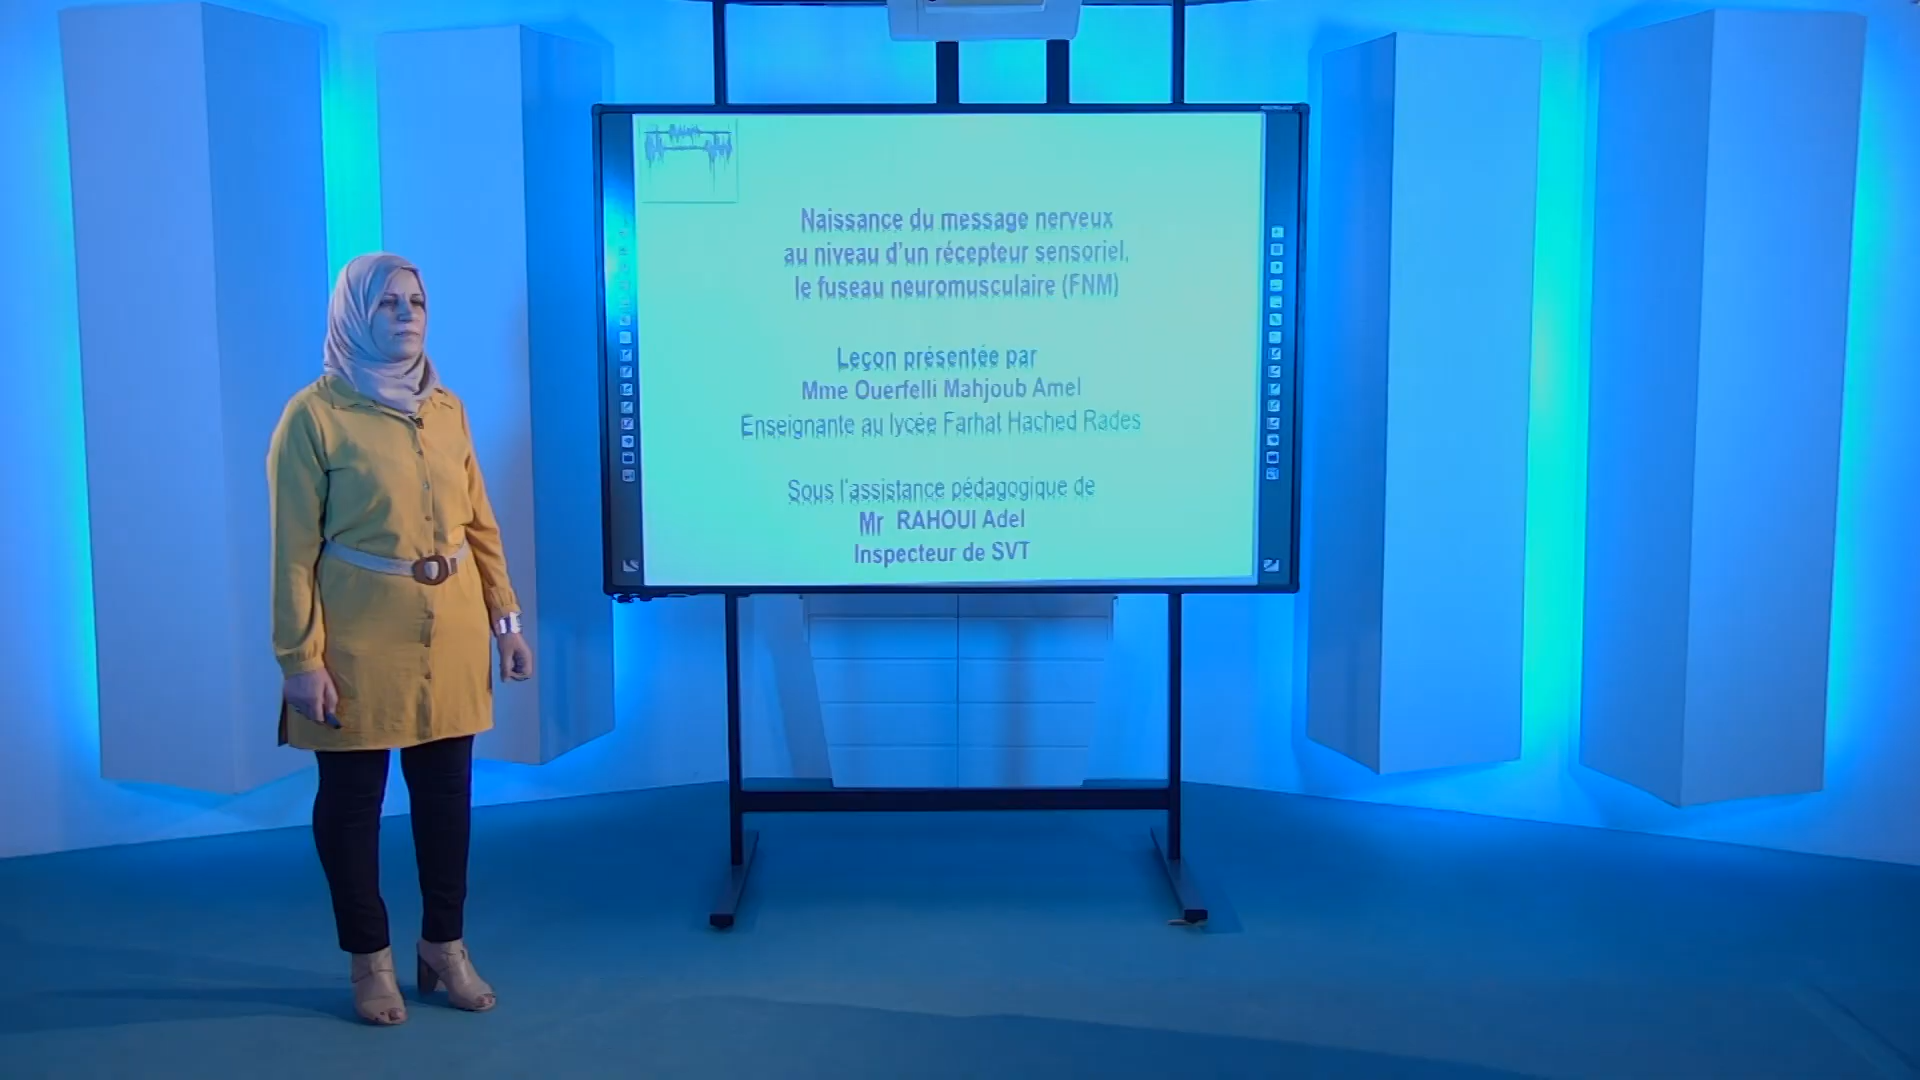 Naissance du message nerveux
au niveau d'un récepteur sensoriel,
le fuseau neuromusculaire (FNM)
Leçon présentée par
Mme Ouerfelli Mahjoub Amel
Enseignante au lycée Farhat Hached Rades
Sous l'assistance pédagogique de
Mr RAHOUI Adel
Inspecteur de SVT